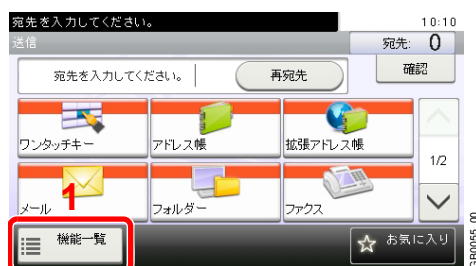 宛先を入力してください。 10:10
送信 宛先: 0
宛先を入力してください。 再宛先 確認
ワンタッチキー アドレス帳 拡張アドレス帳
1/2
メール フォルダー ファクス
1
機能一覧 お気に入り